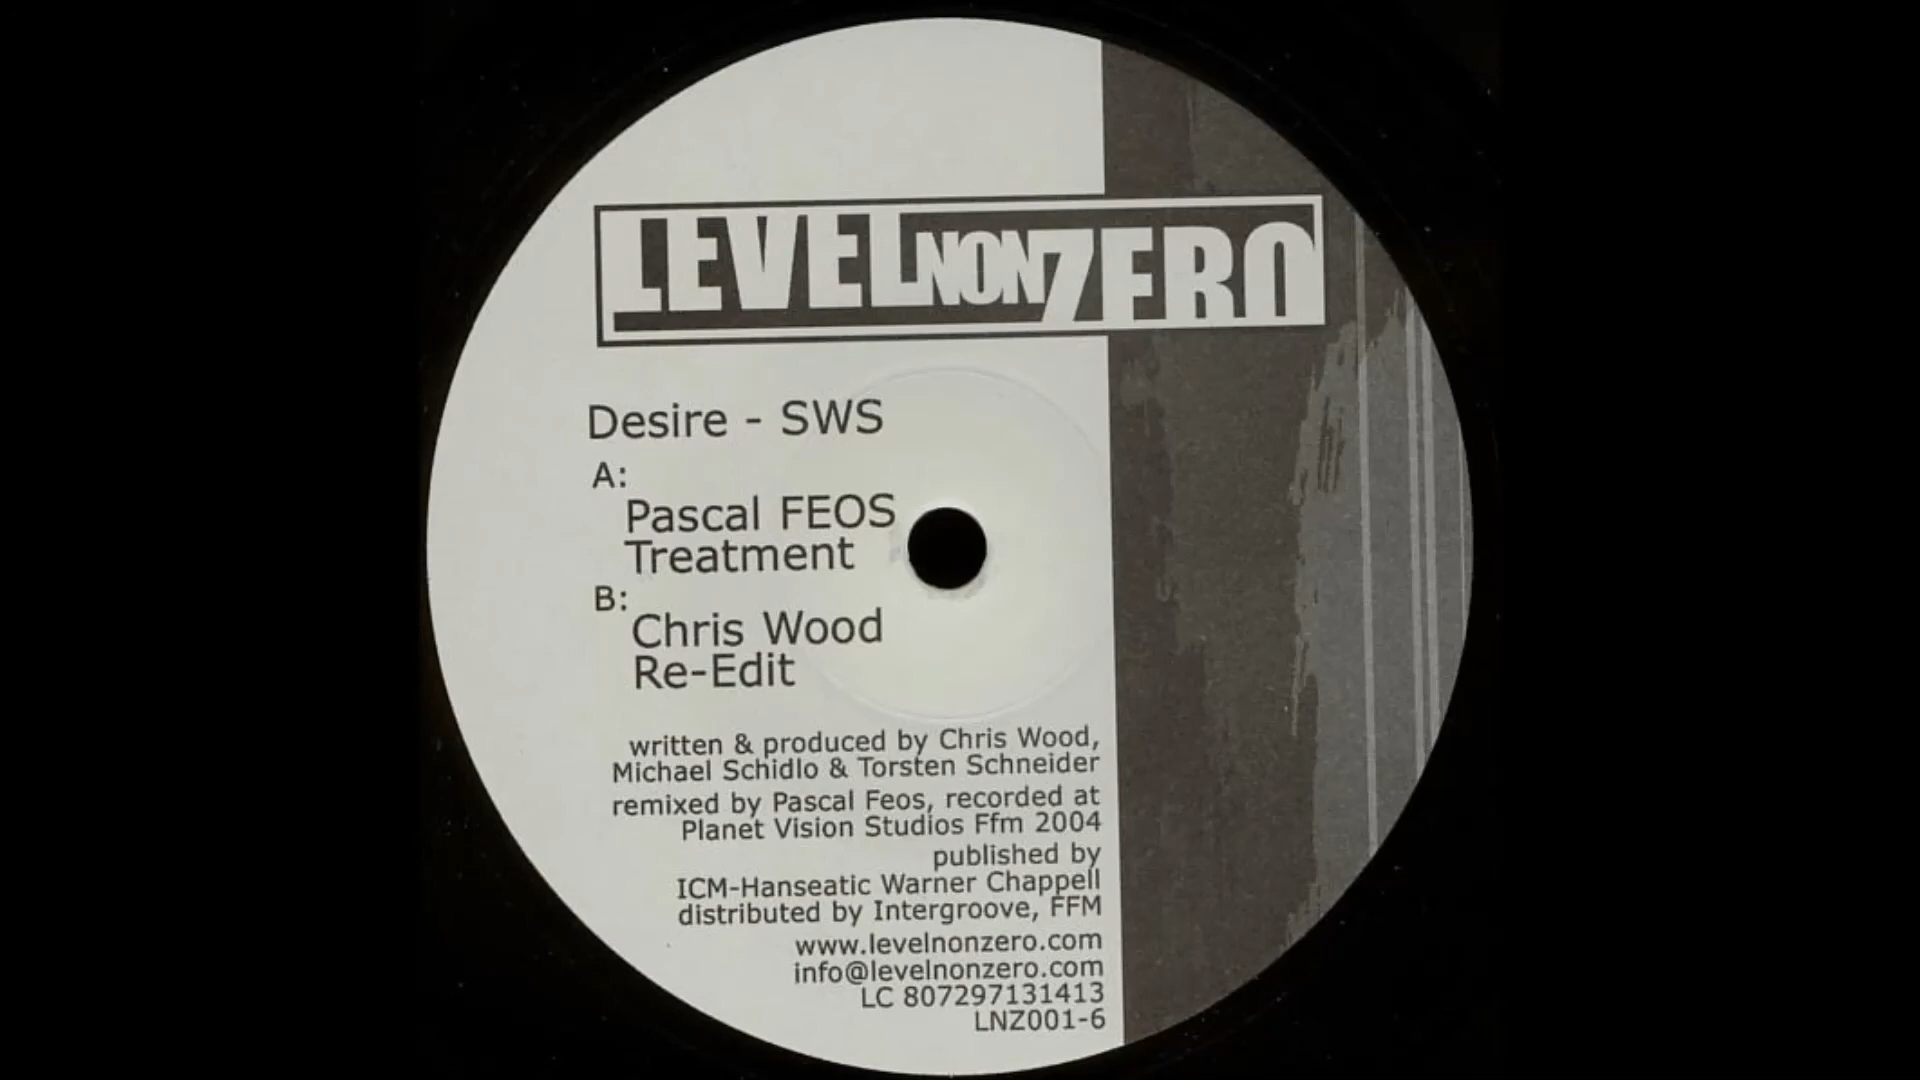 LEVELNONZERO
Desire - SWS
A:
Pascal FEOS
Treatment
B:
Chris Wood
Re-Edit
written & produced by Chris Wood,
Michael Schidlo & Torsten Schneider
remixed by Pascal Feos, recorded at
Planet Vision Studios Ffm 2004
published by
ICM-Hanseatic Warner Chappell
distributed by Intergroove, FFM
www.levelnonzero.com
info@levelnonzero.com
LC 807297131413
LNZ001-6